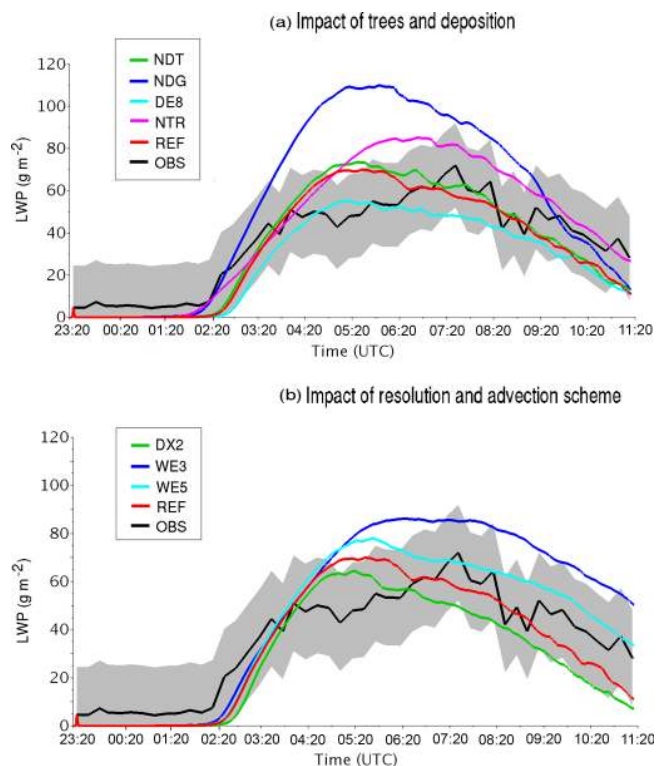 (a) Impact of trees and deposition
NDT
NDG
DE8
NTR
REF
OBS
120
100
80
60
40
20
0
LWP (g m-2)
23:20 00:20 01:20 02:20 03:20 04:20 05:20 06:20 07:20 08:20 09:20 10:20 11:20
Time (UTC)
(b) Impact of resolution and advection scheme
DX2
WE3
WE5
REF
OBS
120
100
80
60
40
20
0
LWP (g m-2)
23:20 00:20 01:20 02:20 03:20 04:20 05:20 06:20 07:20 08:20 09:20 10:20 11:20
Time (UTC)